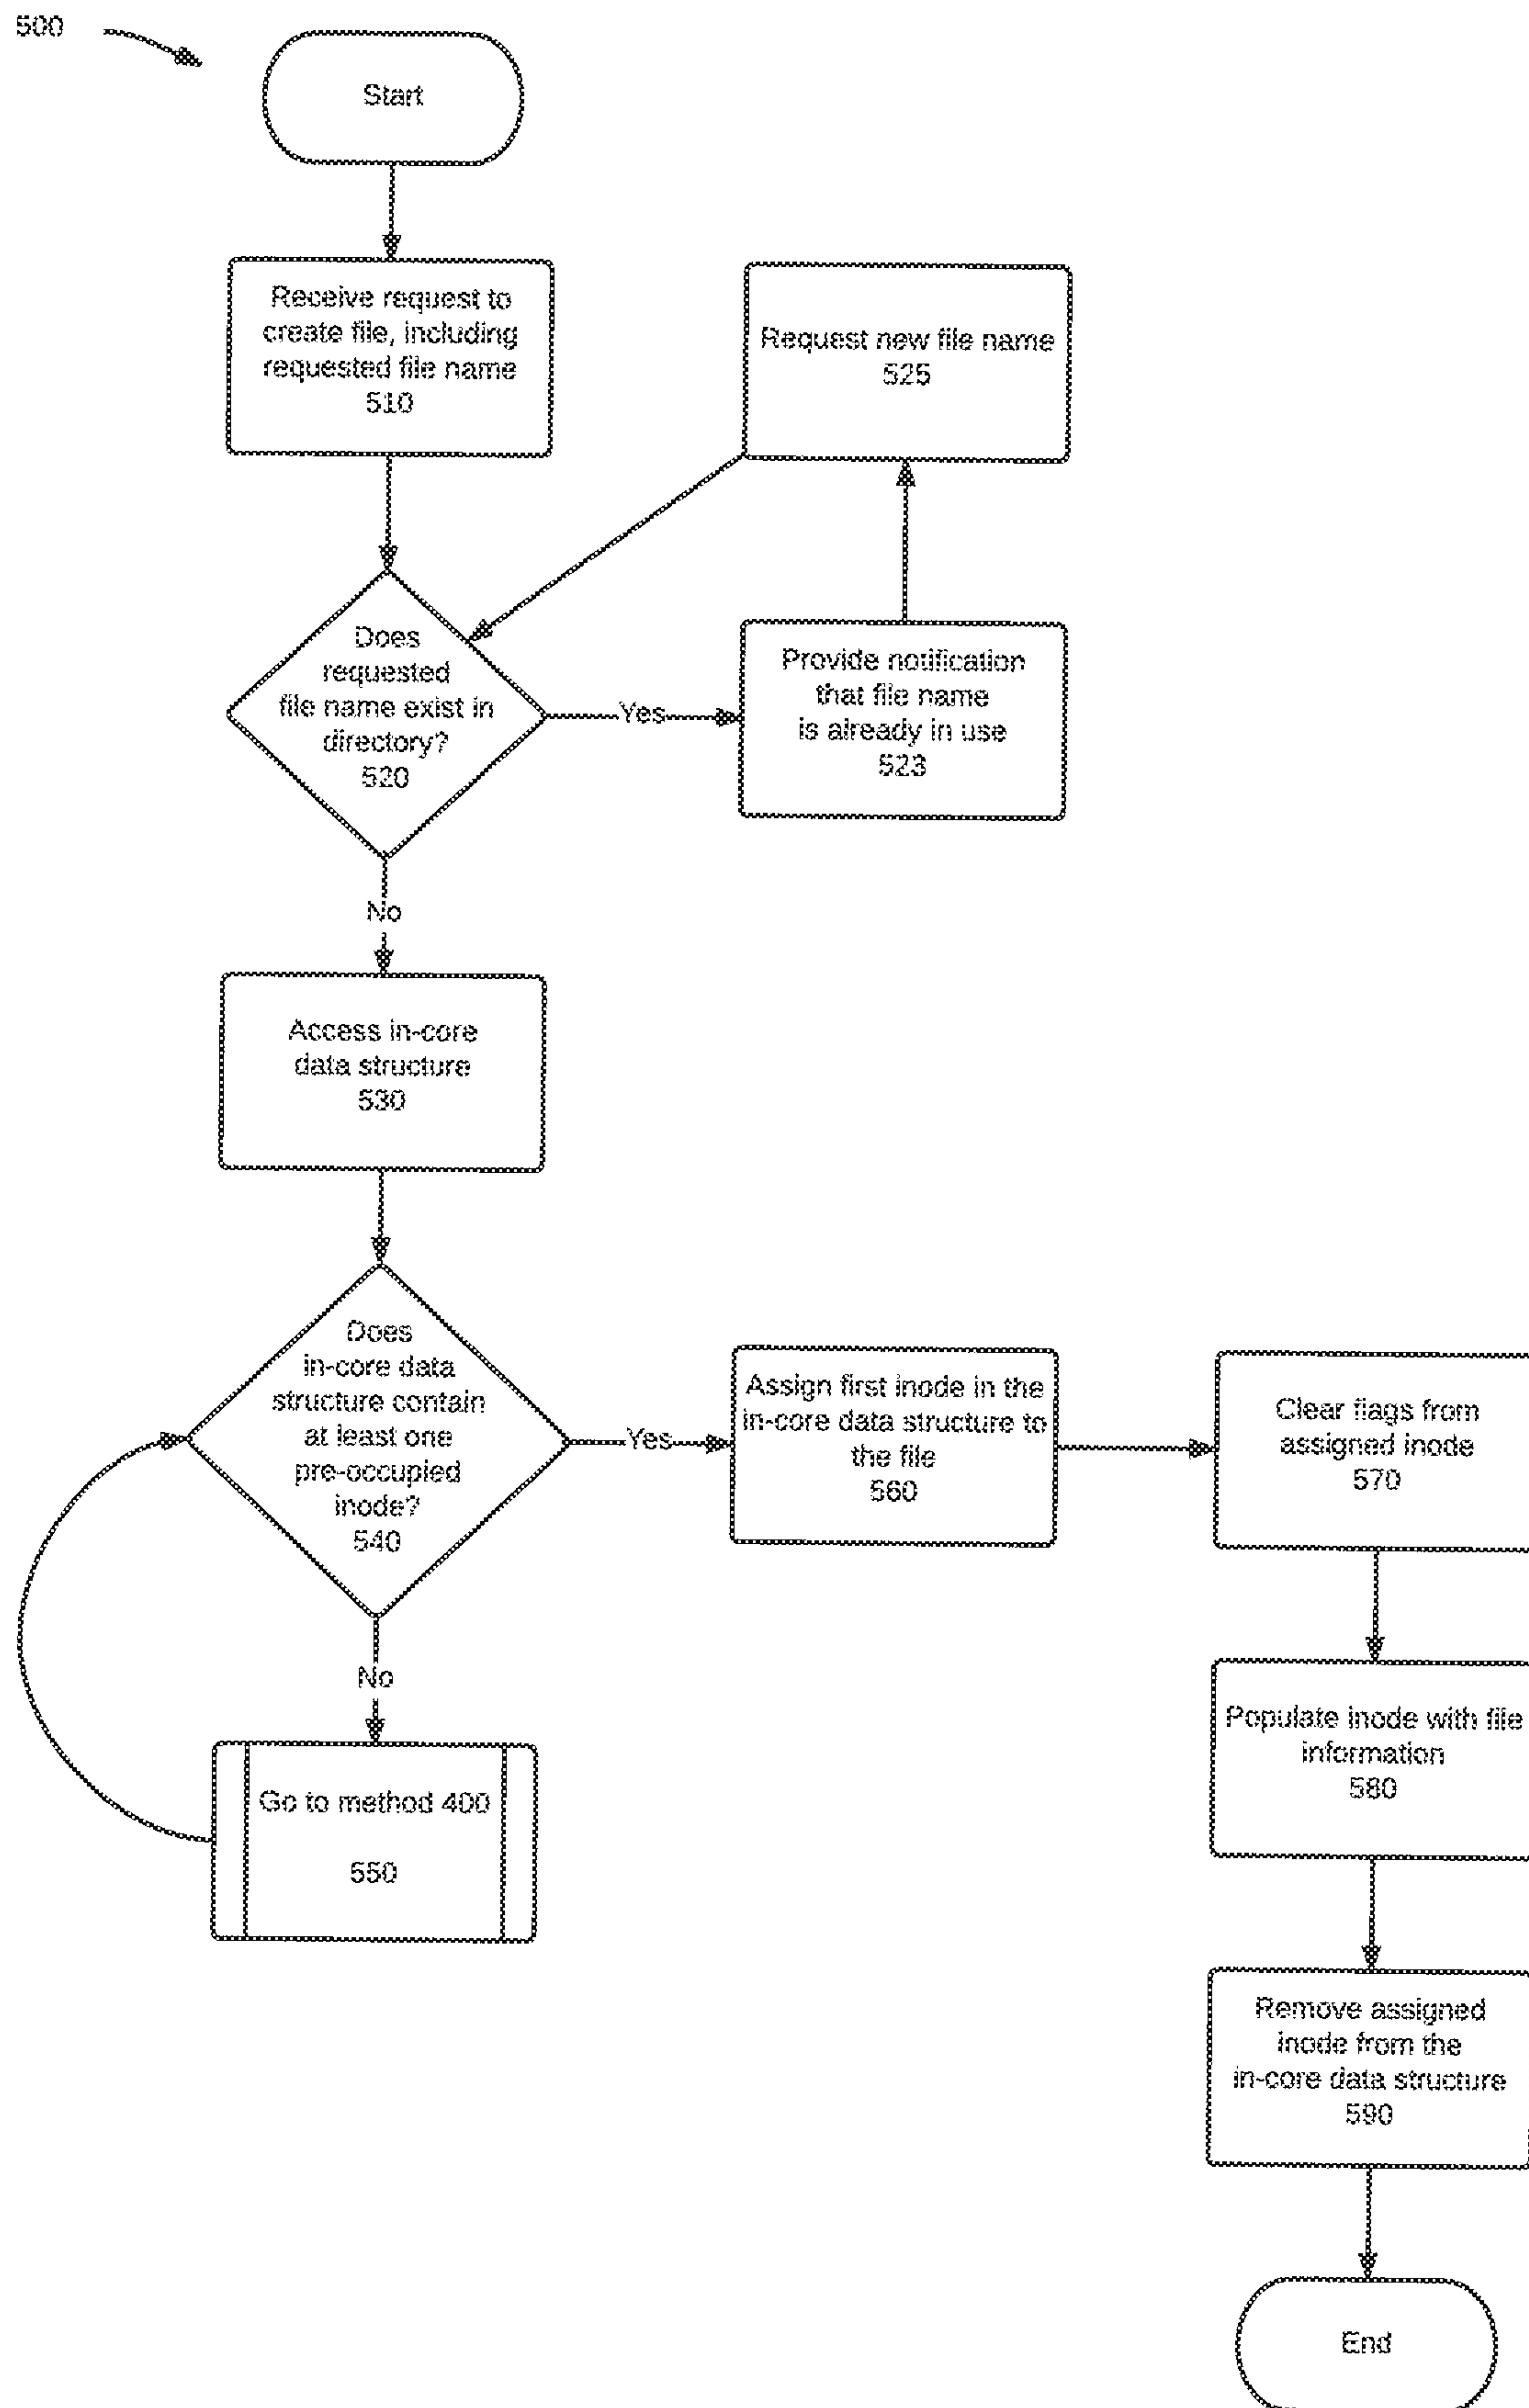 500
Start
Receive request to
create file, including
requested file name
510
Request new file name
525
Does
requested
file name exist in
directory?
520
Yes
Provide notification
that file name
is already in use
523
No
Access in-core
data structure
530
Does
in-core data
structure contain
at least one
pre-occupied
inode?
540
Yes
Assign first inode in the
in-core data structure to
the file
560
Clear flags from
assigned inode
570
No
Go to method 400
550
Populate inode with file
information
580
Remove assigned
inode from the
in-core data structure
590
End